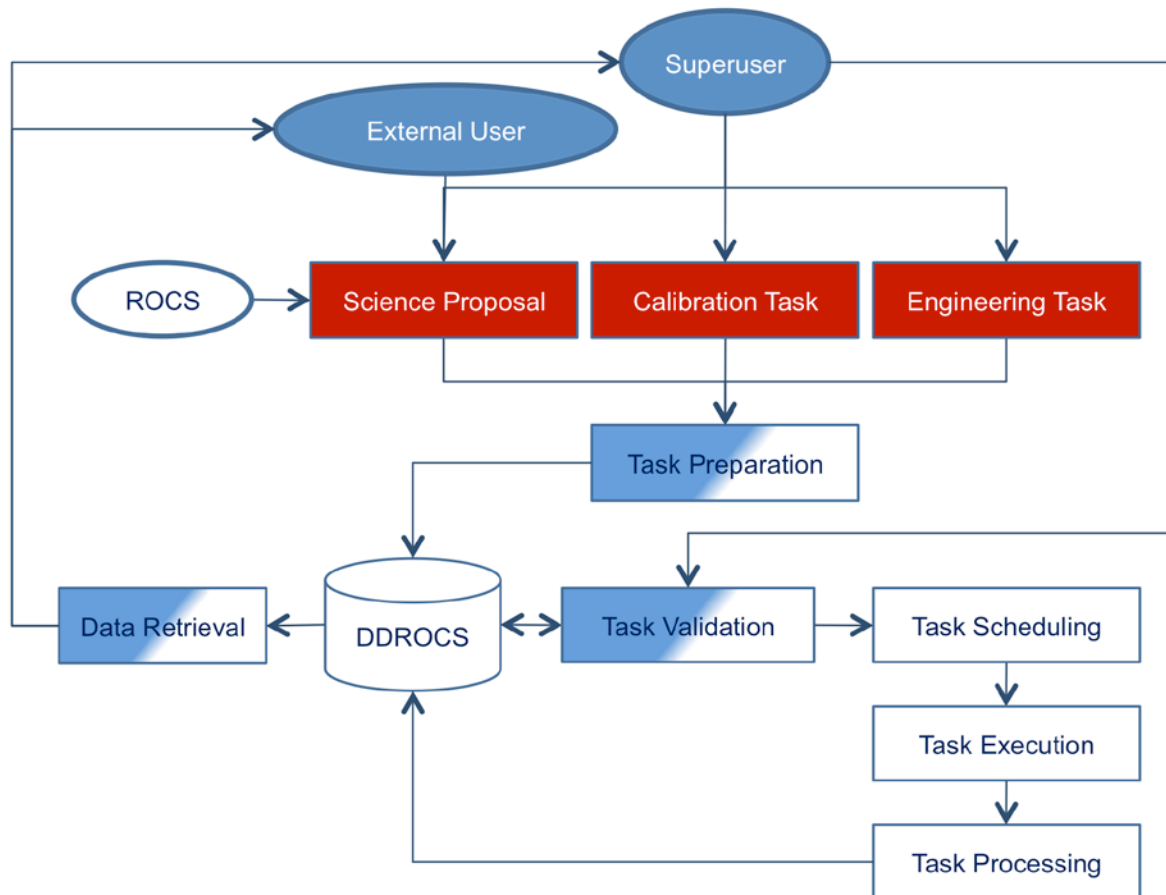 Superuser
External User
ROCS
Science Proposal
Calibration Task
Engineering Task
Task Preparation
Data Retrieval
DDROCS
Task Validation
Task Scheduling
Task Execution
Task Processing